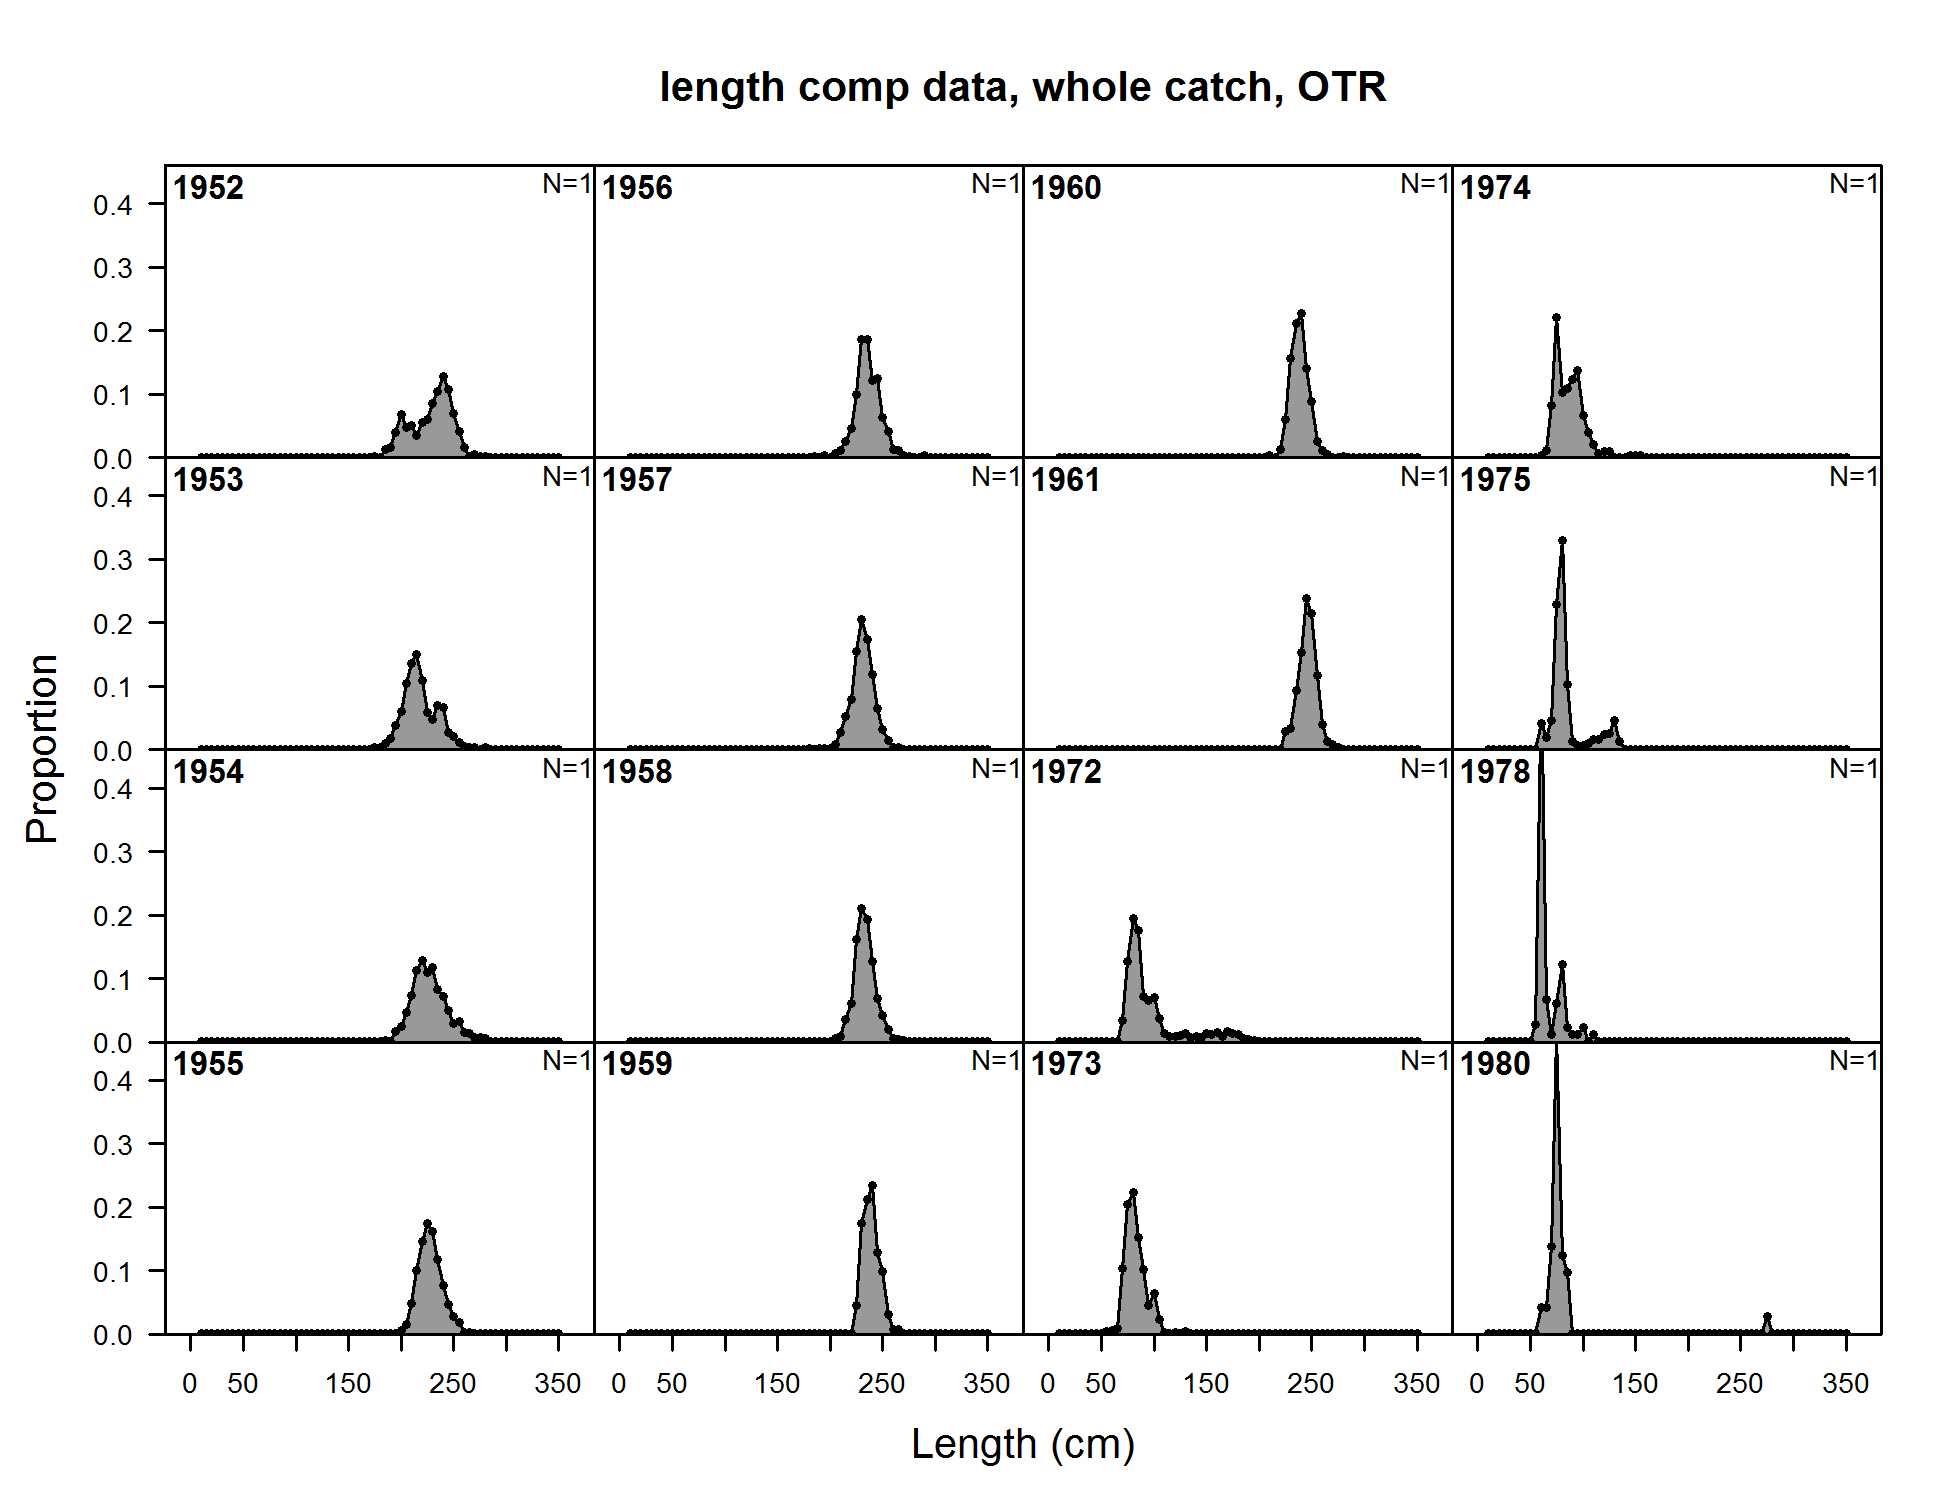 length comp data, whole catch, OTR
1952 N=1 1956 N=1 1960 N=1 1974 N=1
0.4
0.3
0.2
0.1
0.0
1953 N=1 1957 N=1 1961 N=1 1975 N=1
0.4
0.3
0.2
0.1
0.0
1954 N=1 1958 N=1 1972 N=1 1978 N=1
0.4
0.3
0.2
0.1
0.0
1955 N=1 1959 N=1 1973 N=1 1980 N=1
0.4
0.3
0.2
0.1
0.0
Proportion
0 50 150 250 350 0 50 150 250 350 0 50 150 250 350 0 50 150 250 350
Length (cm)